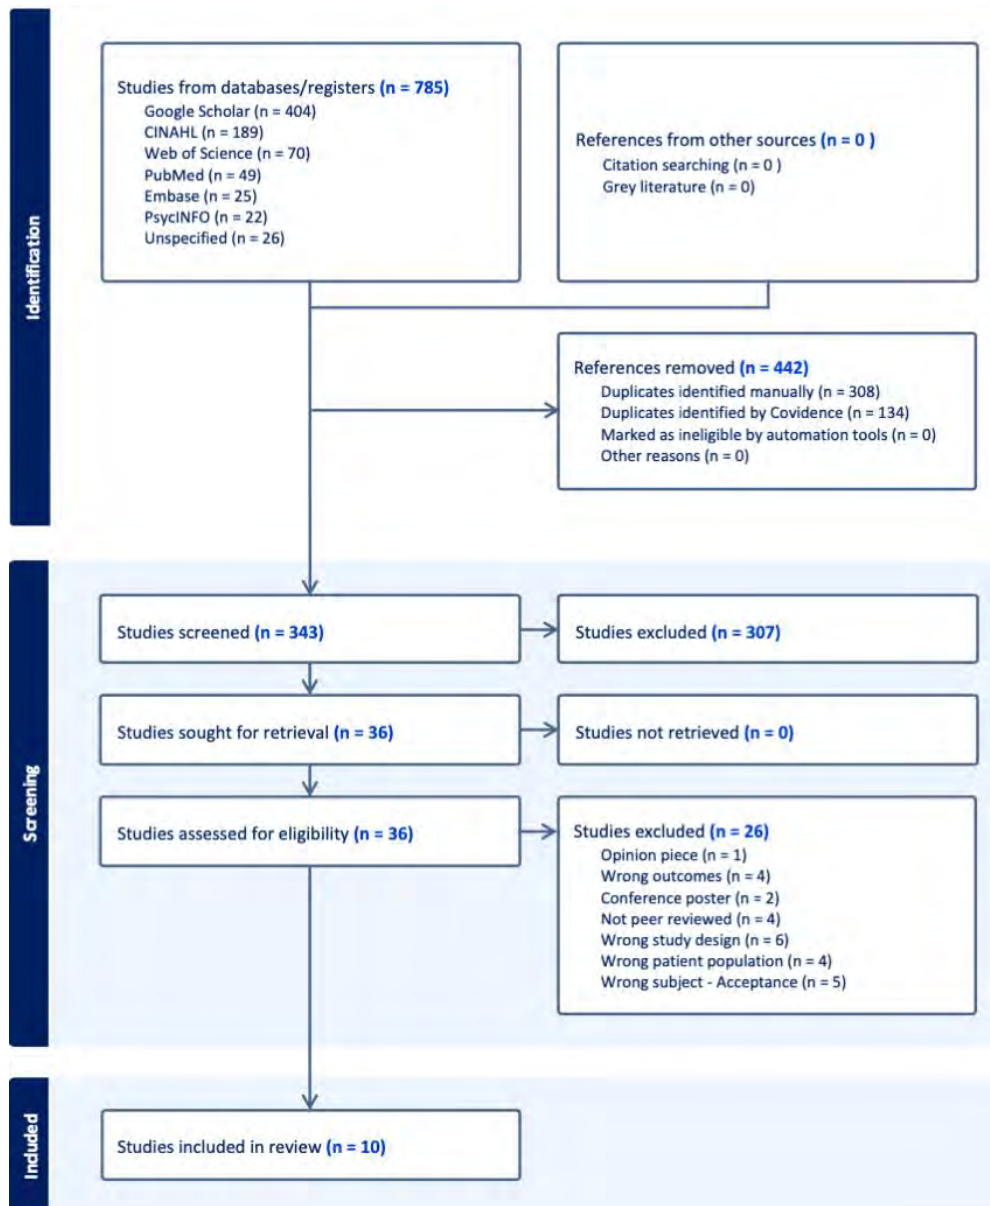 Identification
Studies from databases/registers (n = 785)
Google Scholar (n = 404)
CINAHL (n = 189)
Web of Science (n = 70)
PubMed (n = 49)
Embase (n = 25)
PsycINFO (n = 22)
Unspecified (n = 26)
References from other sources (n = 0 )
Citation searching (n = 0 )
Grey literature (n = 0)
References removed (n = 442)
Duplicates identified manually (n = 308)
Duplicates identified by Covidence (n = 134)
Marked as ineligible by automation tools (n = 0)
Other reasons (n = 0)
Screening
Studies screened (n = 343)
Studies excluded (n = 307)
Studies sought for retrieval (n = 36)
Studies not retrieved (n = 0)
Studies assessed for eligibility (n = 36)
Studies excluded (n = 26)
Opinion piece (n = 1)
Wrong outcomes (n = 4)
Conference poster (n = 2)
Not peer reviewed (n = 4)
Wrong study design (n = 6)
Wrong patient population (n = 4)
Wrong subject - Acceptance (n = 5)
Included
Studies included in review (n = 10)